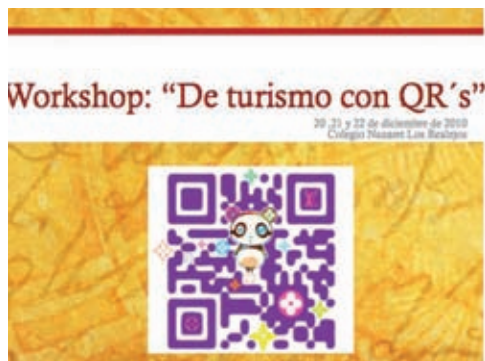 Workshop: “De turismo con QR´s”
20 ,21 y 22 de diciembre de 2010
Colegio Nazaret Los Realejos